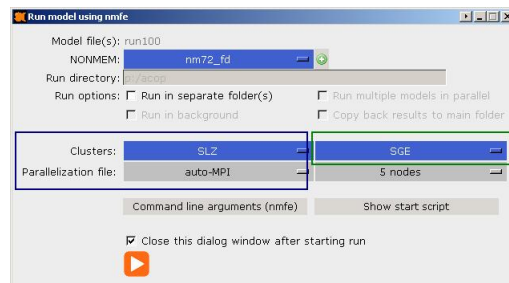 Run model using nmfe
Model file(s): run100
NONMEM: nm72_fd
Run directory: p:/acop
Run options: Run in separate folder(s) Run multiple models in parallel
Run in background Copy back results to main folder
Clusters: SLZ SGE
Parallelization file: auto-MPI 5 nodes
Command line arguments (nmfe) Show start script
Close this dialog window after starting run